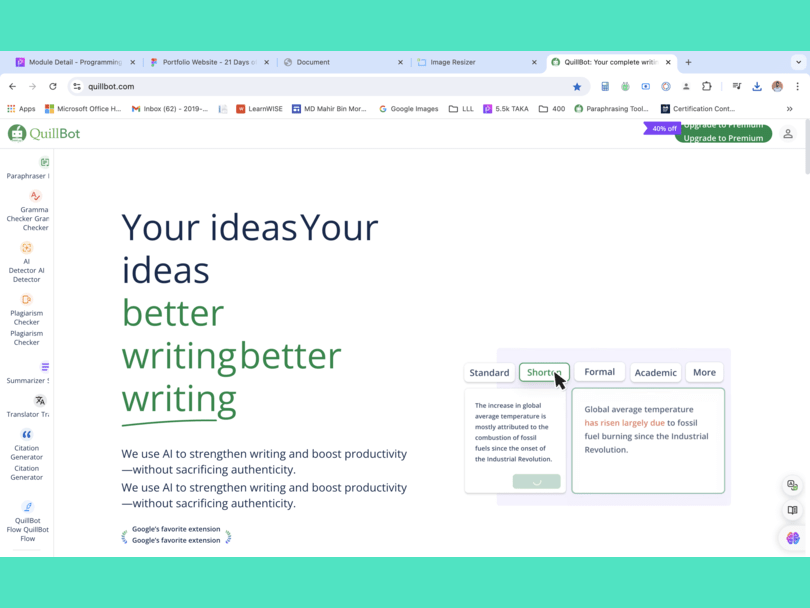 Module Detail - Programming
Portfolio Website - 21 Days o
Document
Image Resizer
QuillBot: Your complete writi
quillbot.com
Apps
Microsoft Office H...
Inbox (62) - 2019-...
LearnWISE
MD Mahir Bin Mor...
Google Images
LLL
5.5k TAKA
400
Paraphrasing Tool...
Certification Cont...
QuillBot
40% off
Upgrade to Premium
Upgrade to Premium
Paraphraser
Gramma
Checker Gran
Checker
AI
Detector AI
Detector
Plagiarism
Checker
Plagiarism
Checker
Summarizer S
Translator Tr
Citation
Generator
Citation
Generator
QuillBot
Flow QuillBot
Flow
Your ideasYour
ideas
better
writingbetter
writing
We use AI to strengthen writing and boost productivity
—without sacrificing authenticity.
We use AI to strengthen writing and boost productivity
—without sacrificing authenticity.
Google's favorite extension
Google's favorite extension
Standard
Shorten
Formal
Academic
More
The increase in global
average temperature is
mostly attributed to the
combustion of fossil
fuels since the onset of
the Industrial Revolution.
Global average temperature
has risen largely due to fossil
fuel burning since the Industrial
Revolution.